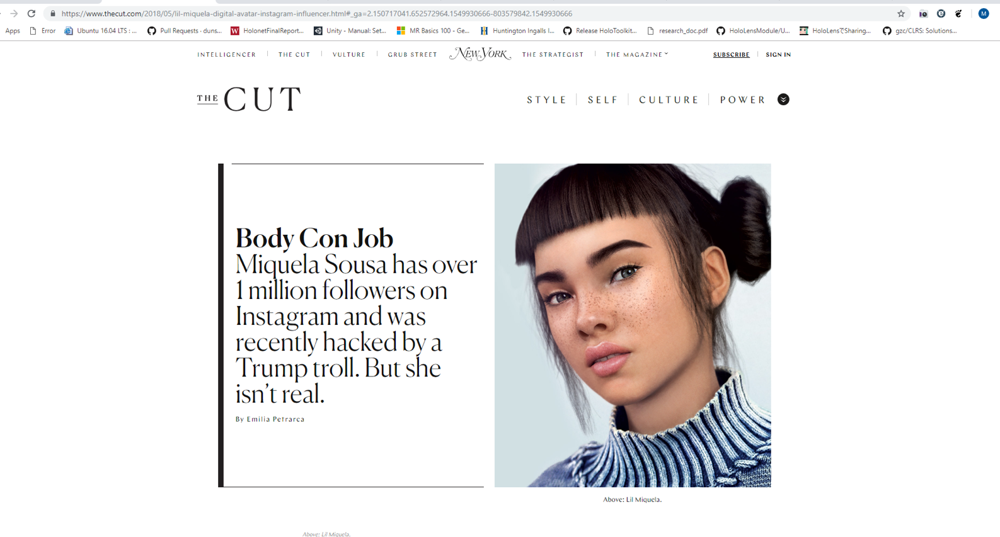 https://www.thecut.com/2018/05/lil-miquela-digital-avatar-instagram-influencer.html#_ga=2.150717041.652572964.1549930666-803579842.1549930666
M
Apps Error Ubuntu 16.04 LTS : ... Pull Requests · duns... HolonetFinalReport... Unity - Manual: Set... MR Basics 100 - Ge... Huntington Ingalls I... Release HoloToolkit... research_doc.pdf HoloLensModule/U... HoloLensでSharing... gzc/CLRS: Solutions...
INTELLIGENCER THE CUT VULTURE GRUB STREET NEW YORK THE STRATEGIST THE MAGAZINE SUBSCRIBE SIGN IN
THE CUT
STYLE SELF CULTURE POWER
Body Con Job
Miquela Sousa has over
1 million followers on
Instagram and was
recently hacked by a
Trump troll. But she
isn't real.
By Emilia Petrarca
Above: Lil Miquela.
Above: Lil Miquela.